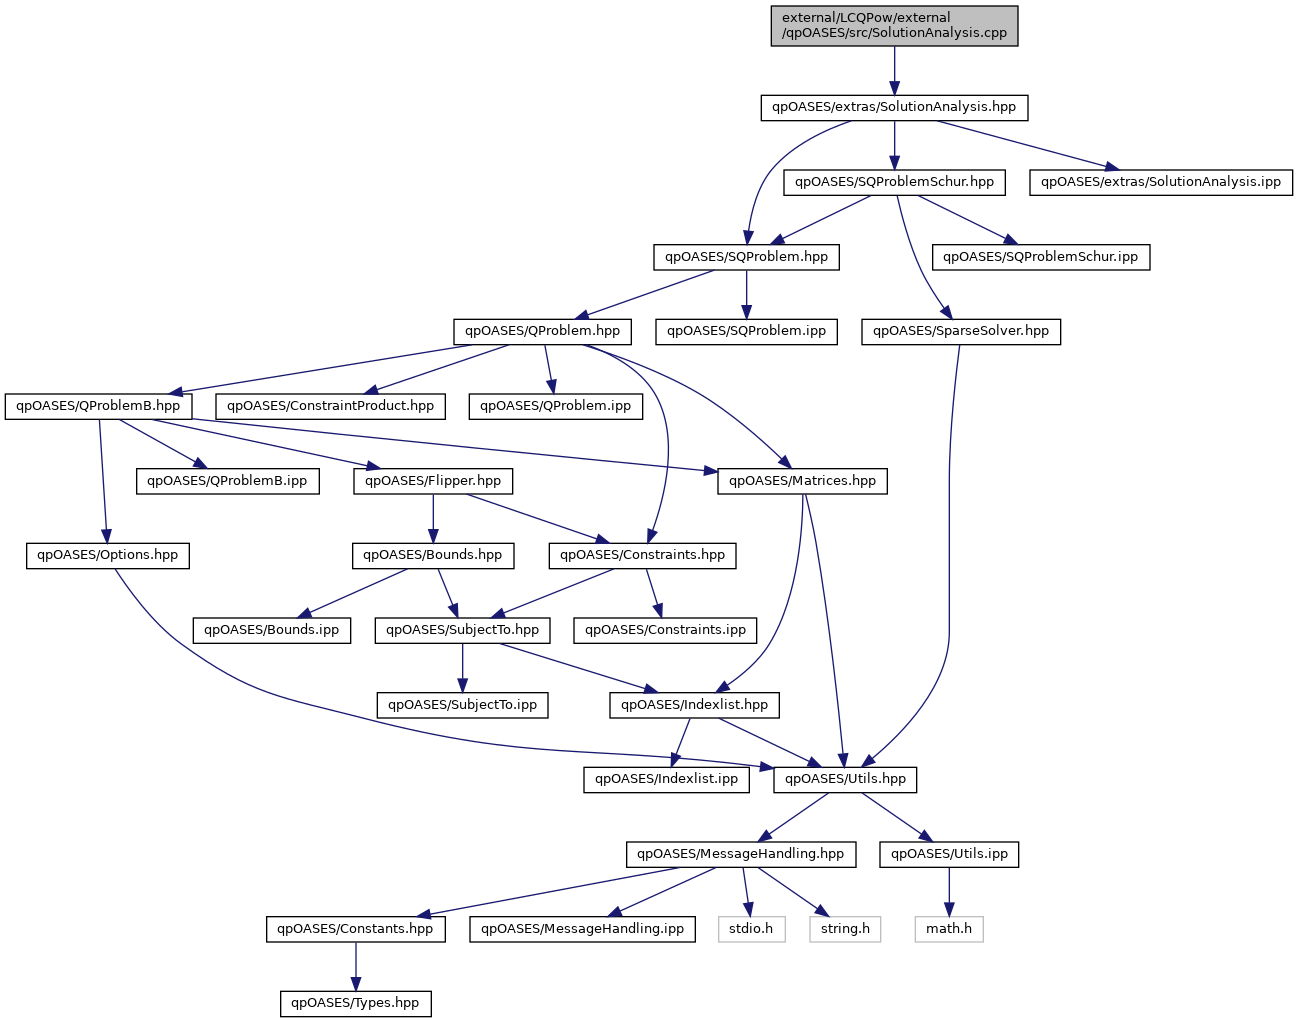 external/LCQPow/external
/qpOASES/src/SolutionAnalysis.cpp
qpOASES/extras/SolutionAnalysis.hpp
qpOASES/SQProblemSchur.hpp
qpOASES/extras/SolutionAnalysis.ipp
qpOASES/SQProblem.hpp
qpOASES/SQProblemSchur.ipp
qpOASES/QProblem.hpp
qpOASES/SQProblem.ipp
qpOASES/SparseSolver.hpp
qpOASES/QProblemB.hpp
qpOASES/ConstraintProduct.hpp
qpOASES/QProblem.ipp
qpOASES/QProblemB.ipp
qpOASES/Flipper.hpp
qpOASES/Matrices.hpp
qpOASES/Options.hpp
qpOASES/Bounds.hpp
qpOASES/Constraints.hpp
qpOASES/Bounds.ipp
qpOASES/SubjectTo.hpp
qpOASES/Constraints.ipp
qpOASES/SubjectTo.ipp
qpOASES/Indexlist.hpp
qpOASES/Indexlist.ipp
qpOASES/Utils.hpp
qpOASES/MessageHandling.hpp
qpOASES/Utils.ipp
qpOASES/Constants.hpp
qpOASES/MessageHandling.ipp
stdio.h
string.h
math.h
qpOASES/Types.hpp